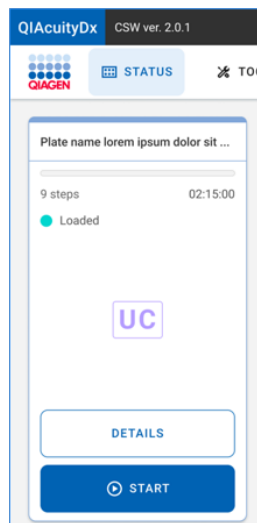 QIAcuityDx CSW ver. 2.0.1
QIAGEN STATUS TOO
Plate name lorem ipsum dolor sit ...
9 steps 02:15:00
Loaded
UC
DETAILS
START